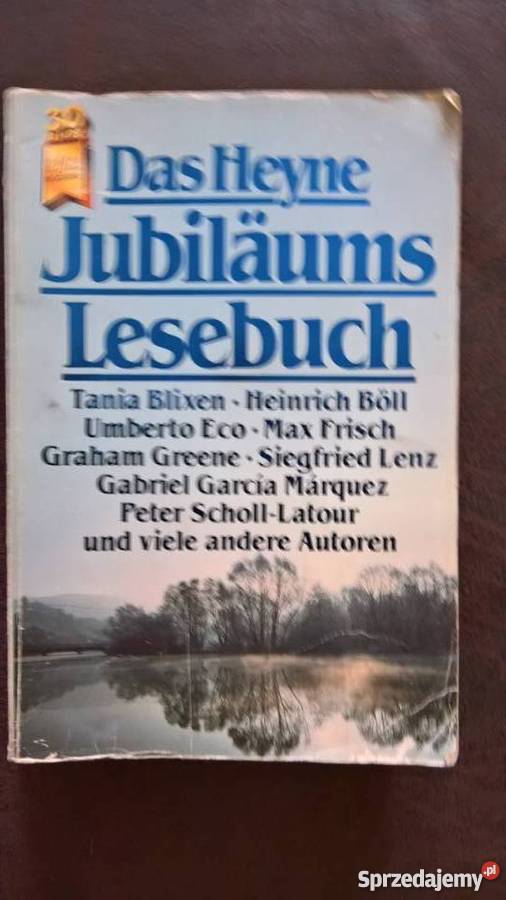 30
Das Heyne
Jubiläums
Lesebuch
Tania Blixen · Heinrich Böll
Umberto Eco · Max Frisch
Graham Greene · Siegfried Lenz
Gabriel García Márquez
Peter Scholl-Latour
und viele andere Autoren
Sprzedajemy.pl